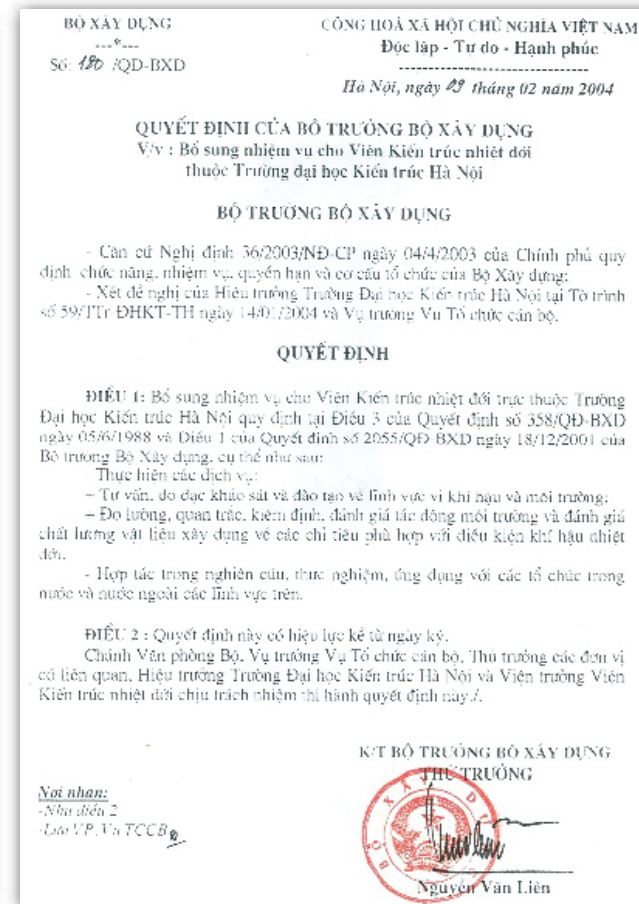 BỘ XÂY DỰNG
---*---
Số: 180 /QĐ-BXD
CÔNG HOÀ XÃ HỘI CHỦ NGHĨA VIỆT NAM
Độc lập - Tự do - Hạnh phúc
Hà Nội, ngày 09 tháng 02 năm 2004
QUYẾT ĐỊNH CỦA BỘ TRƯỞNG BỘ XÂY DỰNG
V/v : Bổ sung nhiệm vụ cho Viên Kiến trúc nhiệt đới
thuộc Trường đại học Kiến trúc Hà Nội
BỘ TRƯỞNG BỘ XÂY DỰNG
- Căn cứ Nghị định 36/2003/NĐ-CP ngày 04/4/2003 của Chính phủ quy
định chức năng, nhiệm vụ, quyền hạn và cơ cấu tổ chức của Bộ Xây dựng;
- Xét đề nghị của Hiệu trưởng Trường Đại học Kiến trúc Hà Nội tại Tờ trình
số 59/TTr-ĐHKT-TH ngày 14/01/2004 và Vụ trưởng Vụ Tổ chức cán bộ.
QUYẾT ĐỊNH
ĐIỀU 1: Bổ sung nhiệm vụ cho Viên Kiến trúc nhiệt đới trực thuộc Trường
Đại học Kiến trúc Hà Nội quy định tại Điều 3 của Quyết định số 358/QĐ-BXD
ngày 05/6/1988 và Điều 1 của Quyết định số 2055/QĐ-BXD ngày 18/12/2001 của
Bộ trưởng Bộ Xây dựng, cụ thể như sau:
- Thực hiện các dịch vụ:
– Tư vấn, đo đạc khảo sát và đào tạo về lĩnh vực vi khí hậu và môi trường;
– Đo lường, quan trắc, kiểm định, đánh giá tác động môi trường và đánh giá
chất lượng vật liệu xây dựng về các chỉ tiêu phù hợp với điều kiện khí hậu nhiệt
đới.
- Hợp tác trong nghiên cứu, thực nghiệm, ứng dụng với các tổ chức trong
nước và nước ngoài các lĩnh vực trên.
ĐIỀU 2 : Quyết định này có hiệu lực kể từ ngày ký.
Chánh Văn phòng Bộ, Vụ trưởng Vụ Tổ chức cán bộ, Thủ trưởng các đơn vị
có liên quan, Hiệu trưởng Trường Đại học Kiến trúc Hà Nội và Viện trưởng Viên
Kiến trúc nhiệt đới chịu trách nhiệm thi hành quyết định này./.
K/T BỘ TRƯỞNG BỘ XÂY DỰNG
THỨ TRƯỞNG
Nơi nhận:
-Như điều 2
-Lưu VP, Vụ TCCB
BỘ XÂY DỰNG
Nguyễn Văn Liên